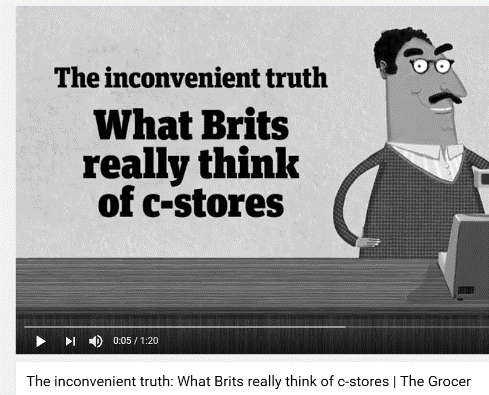 The inconvenient truth
What Brits
really think
of c-stores
0:05 / 1:20
The inconvenient truth: What Brits really think of c-stores | The Grocer